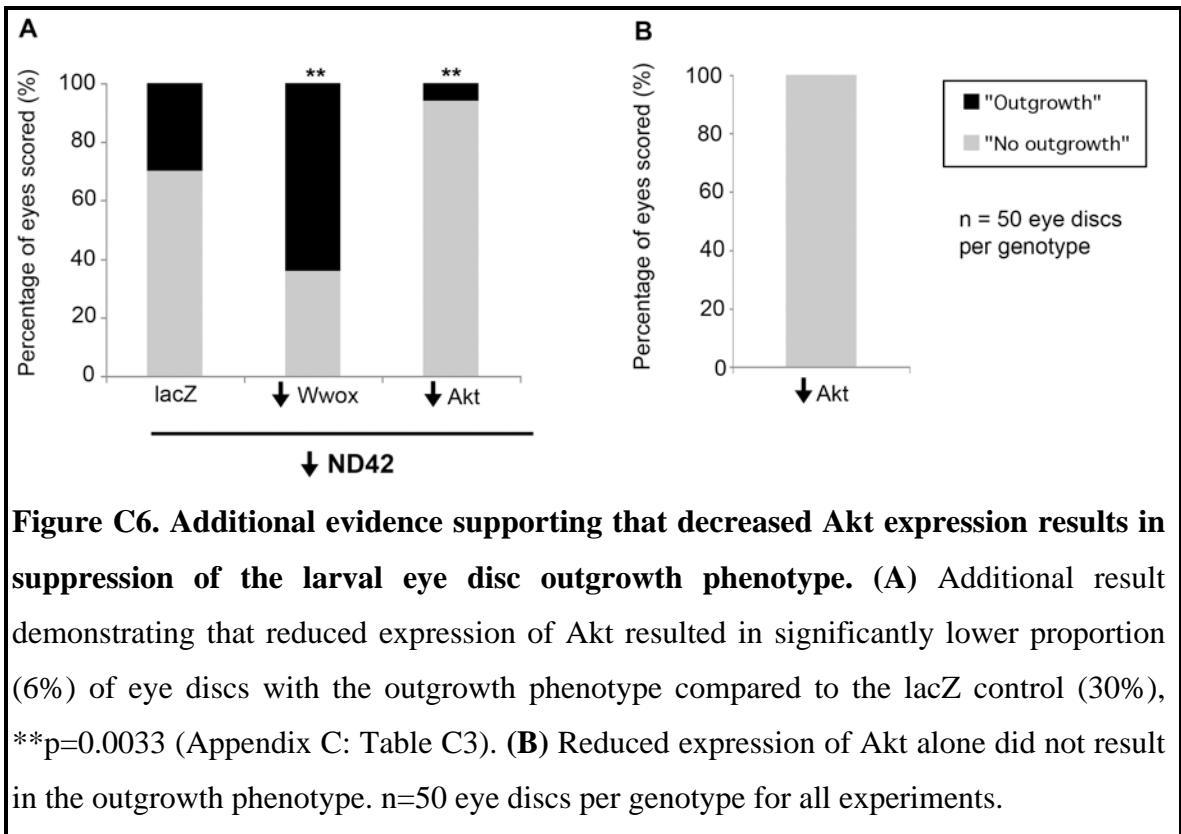 A
Percentage of eyes scored (%)
100
80
60
40
20
0
**
**
lacZ
↓ Wwox
↓ Akt
↓ ND42
B
Percentage of eyes scored (%)
100
80
60
40
20
0
↓ Akt
"Outgrowth"
"No outgrowth"
n = 50 eye discs
per genotype
Figure C6. Additional evidence supporting that decreased Akt expression results in
suppression of the larval eye disc outgrowth phenotype. (A) Additional result
demonstrating that reduced expression of Akt resulted in significantly lower proportion
(6%) of eye discs with the outgrowth phenotype compared to the lacZ control (30%),
**p=0.0033 (Appendix C: Table C3). (B) Reduced expression of Akt alone did not result
in the outgrowth phenotype. n=50 eye discs per genotype for all experiments.